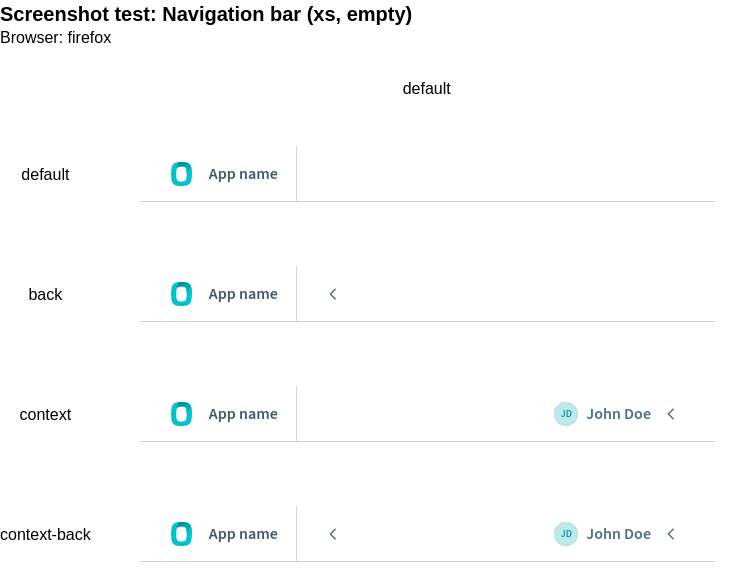 Screenshot test: Navigation bar (xs, empty)
Browser: firefox
default
default App name
back App name
context App name JD John Doe
context-back App name JD John Doe